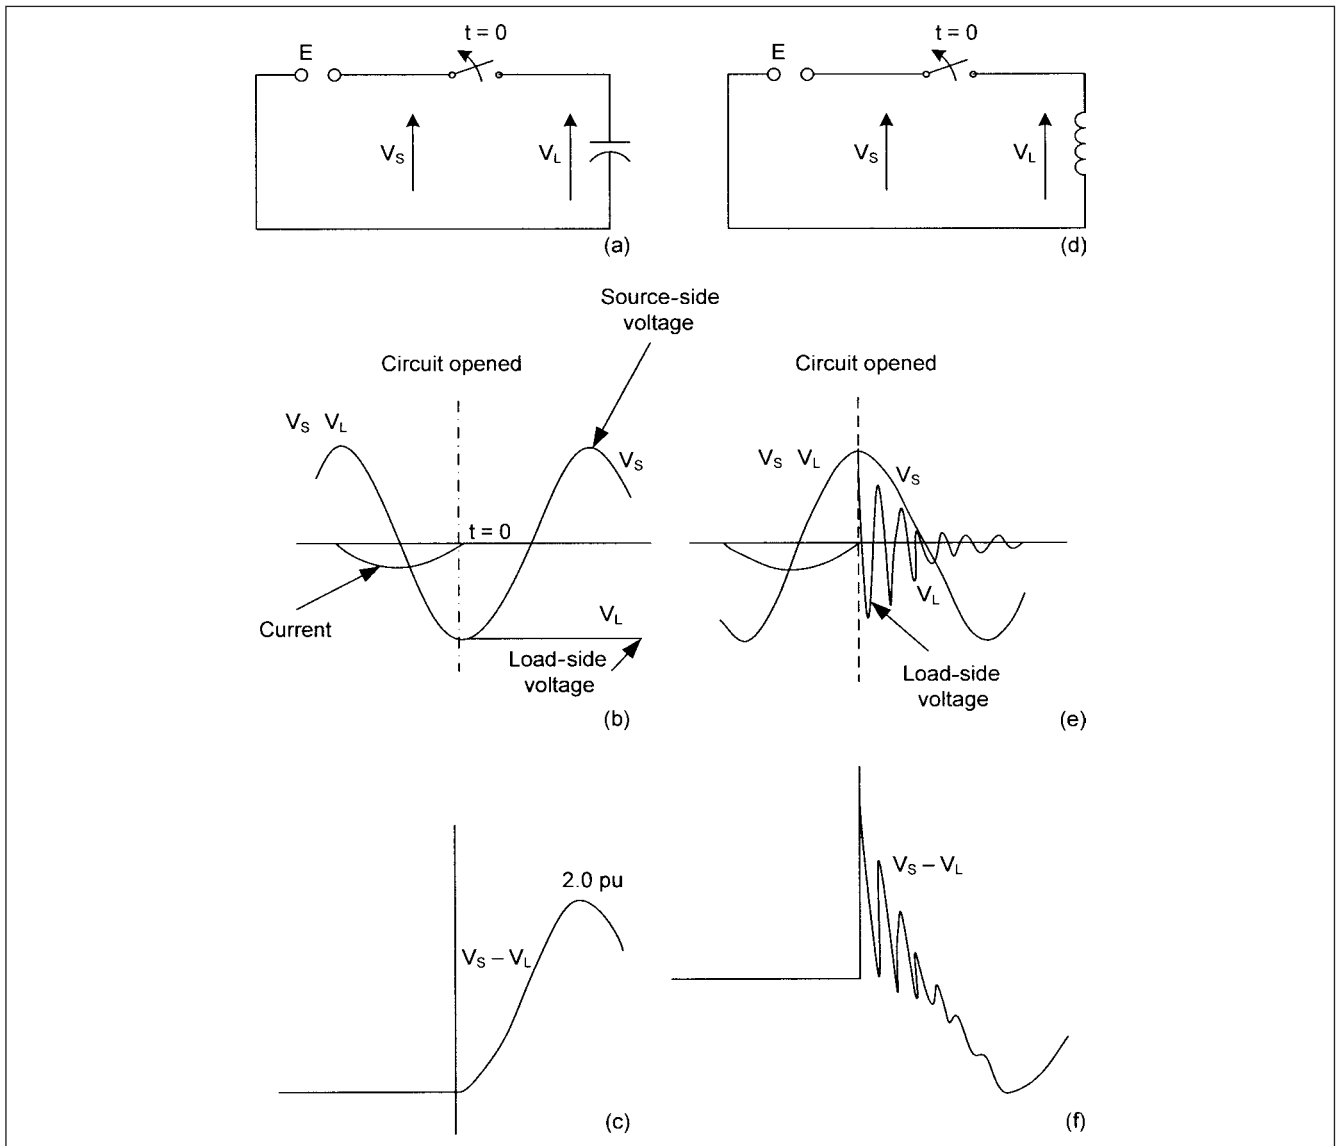 t = 0
E
V_S
V_L
(a)
t = 0
E
V_S
V_L
(d)
Source-side
voltage
Circuit opened
V_S V_L
V_S
t = 0
Current
V_L
Load-side
voltage
(b)
Circuit opened
V_S V_L
V_S
V_L
Load-side
voltage
(e)
2.0 pu
V_S – V_L
(c)
V_S – V_L
(f)